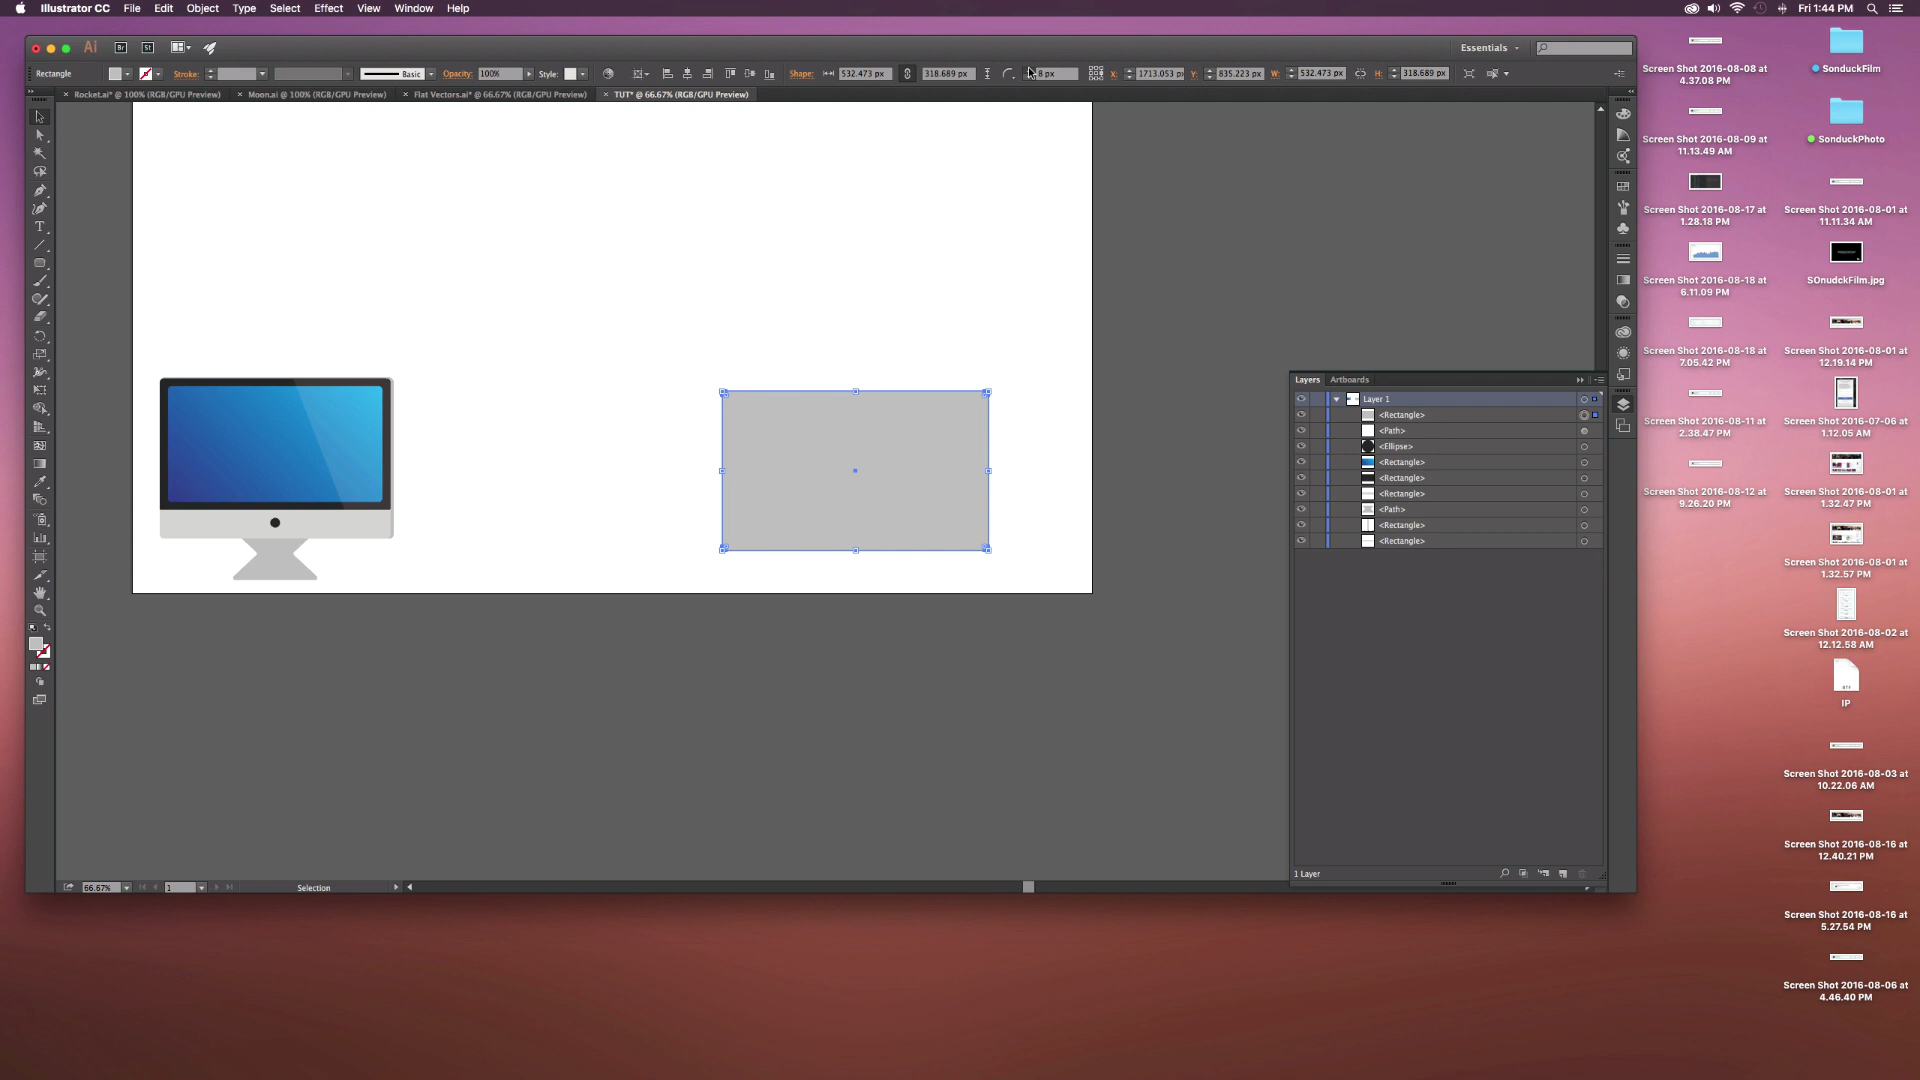 Illustrator CC File Edit Object Type Select Effect View Window Help
Fri 1:44 PM
Ai Br St
Essentials
Rectangle Stroke: Basic Opacity: 100% Style: Shape: 532.473 px 318.689 px 8 px X: 1713.053 px Y: 835.223 px W: 532.473 px H: 318.689 px
Rocket.ai* @ 100% (RGB/GPU Preview) Moon.ai @ 100% (RGB/GPU Preview) Flat Vectors.ai* @ 66.67% (RGB/GPU Preview) TUT* @ 66.67% (RGB/GPU Preview)
Layers Artboards
Layer 1
<Rectangle>
<Path>
<Ellipse>
<Rectangle>
<Rectangle>
<Rectangle>
<Path>
<Rectangle>
<Rectangle>
1 Layer
66.67% 1 Selection
Screen Shot 2016-08-08 at
4.37.08 PM
Screen Shot 2016-08-09 at
11.13.49 AM
Screen Shot 2016-08-17 at
1.28.18 PM
Screen Shot 2016-08-18 at
6.11.09 PM
Screen Shot 2016-08-18 at
7.05.42 PM
Screen Shot 2016-08-11 at
2.38.47 PM
Screen Shot 2016-08-12 at
9.26.20 PM
SonduckFilm
SonduckPhoto
Screen Shot 2016-08-01 at
11.11.34 AM
SOnudckFilm.jpg
Screen Shot 2016-08-01 at
12.19.14 PM
Screen Shot 2016-07-06 at
1.12.05 AM
Screen Shot 2016-08-01 at
1.32.47 PM
Screen Shot 2016-08-01 at
1.32.57 PM
Screen Shot 2016-08-02 at
12.12.58 AM
RTF
IP
Screen Shot 2016-08-03 at
10.22.06 AM
Screen Shot 2016-08-16 at
12.40.21 PM
Screen Shot 2016-08-16 at
5.27.54 PM
Screen Shot 2016-08-06 at
4.46.40 PM